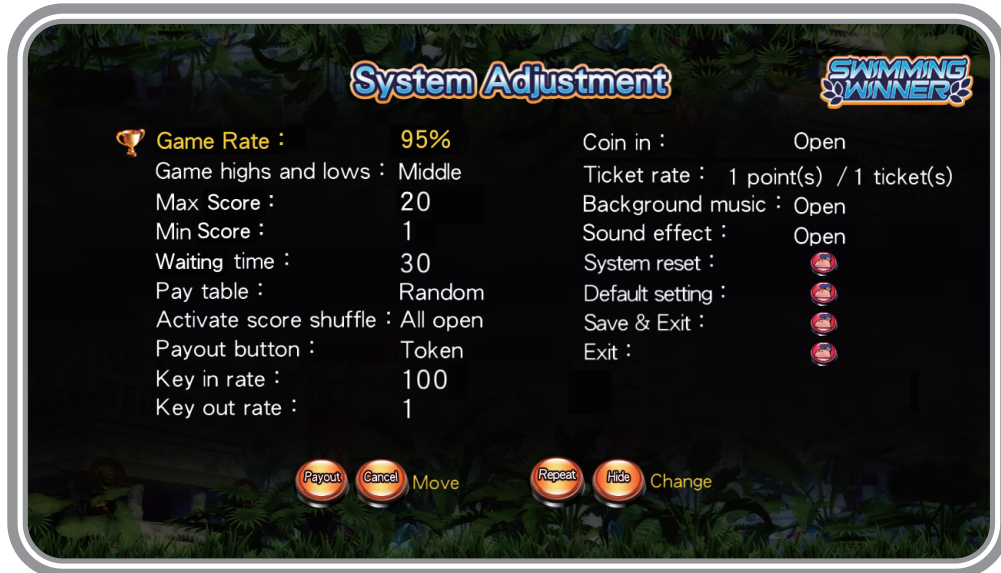 System Adjustment
SWIMMING
WINNER
Game Rate : 95%
Game highs and lows : Middle
Max Score : 20
Min Score : 1
Waiting time : 30
Pay table : Random
Activate score shuffle : All open
Payout button : Token
Key in rate : 100
Key out rate : 1
Coin in : Open
Ticket rate : 1 point(s) / 1 ticket(s)
Background music : Open
Sound effect : Open
System reset :
Default setting :
Save & Exit :
Exit :
Payout Cancel Move
Repeat Hide Change